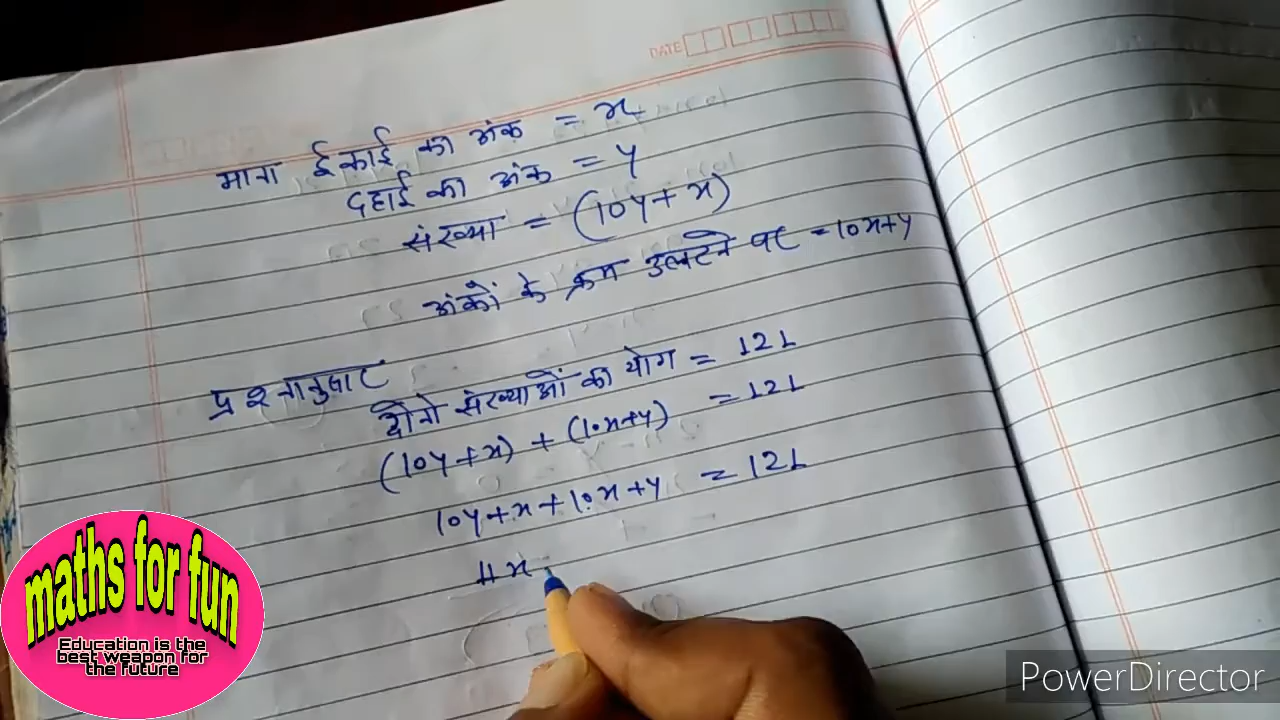 DATE
माना ईकाई का अंक = x
दहाई का अंक = y
संख्या = (10y + x)
अंकों के क्रम उलटने पर = 10x+y
प्रश्नानुसार
दोनो संख्याओं का योग = 121
(10y + x) + (10x+y) = 121
10y + x + 10x + y = 121
11x
maths for fun
Education is the
best weapon for
the future
PowerDirector